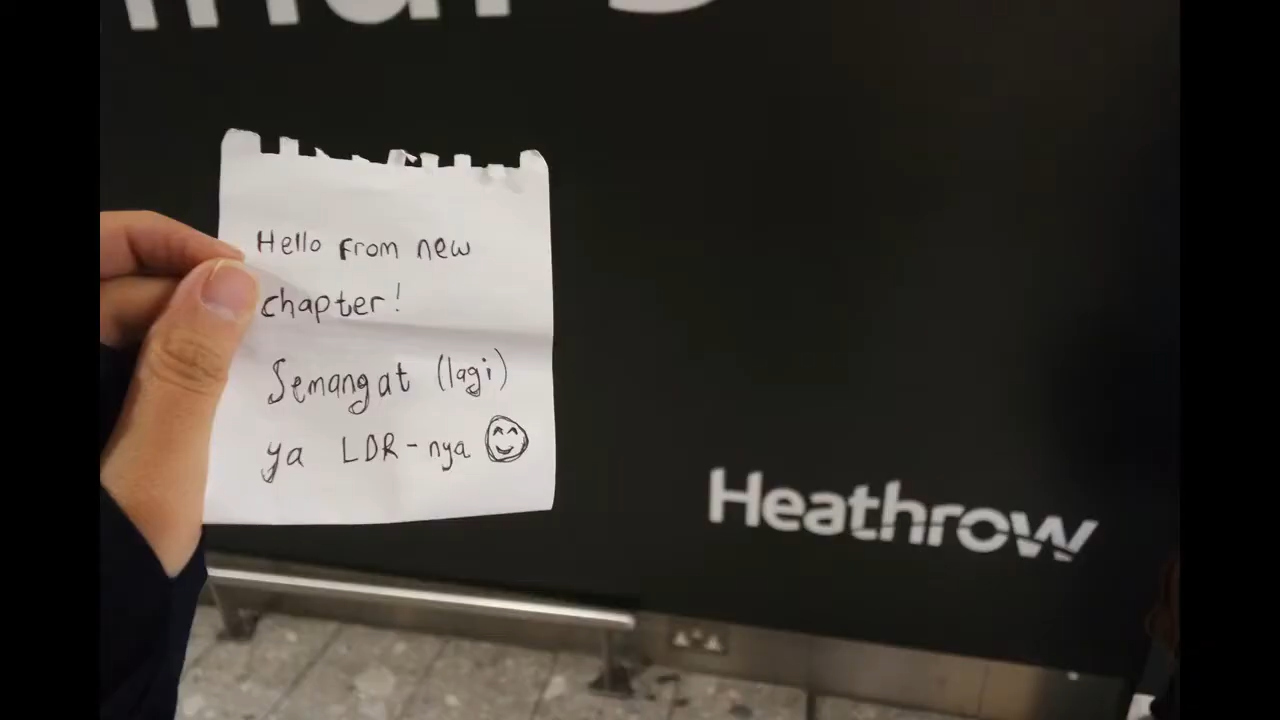 Hello from new
chapter!
Semangat (lagi)
ya LDR-nya
Heathrow